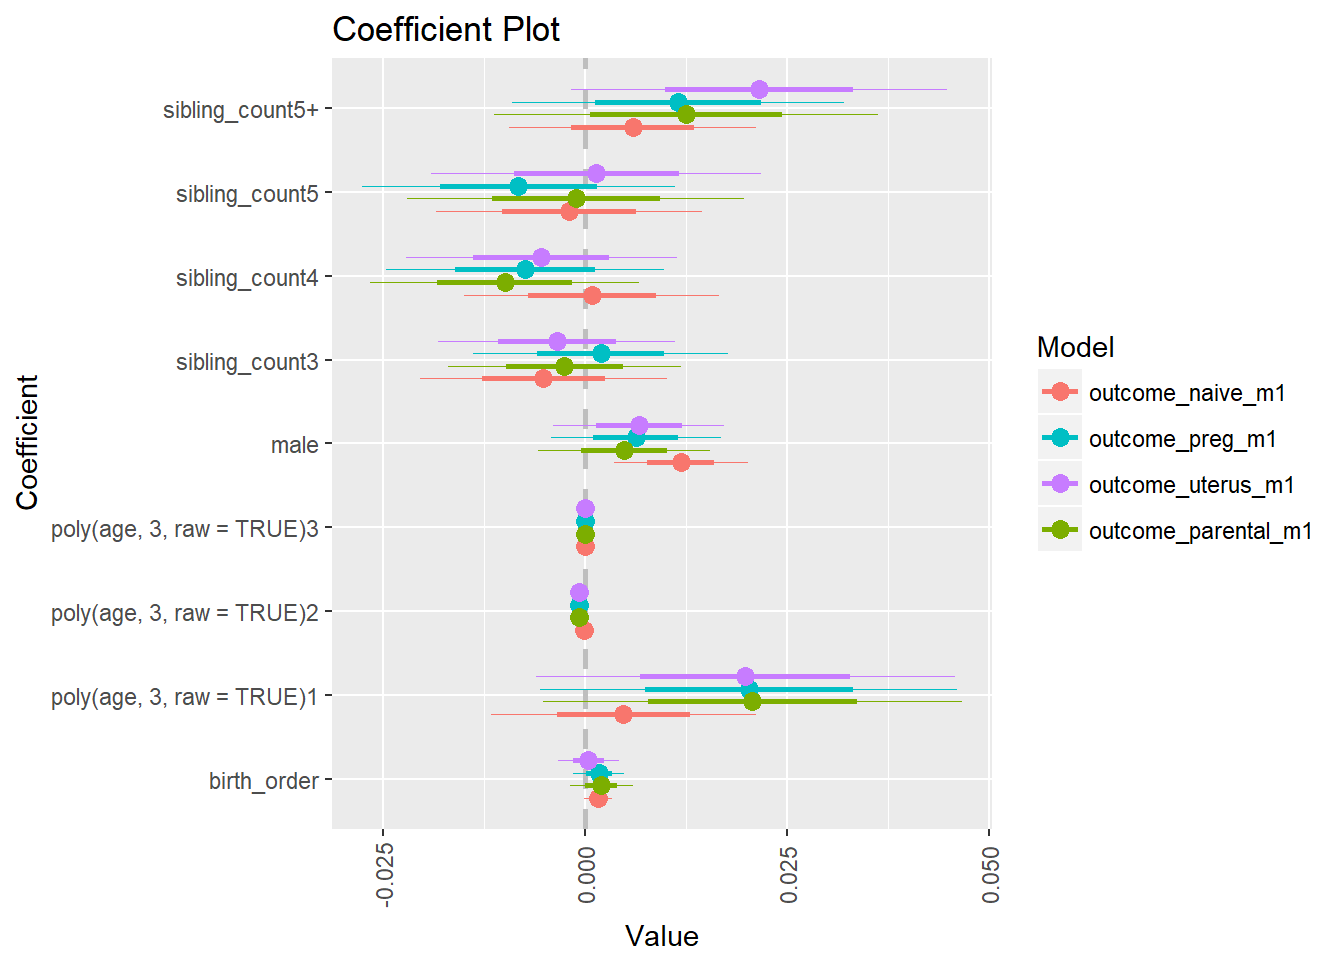 Coefficient Plot
Coefficient
sibling_count5+
sibling_count5
sibling_count4
sibling_count3
male
poly(age, 3, raw = TRUE)3
poly(age, 3, raw = TRUE)2
poly(age, 3, raw = TRUE)1
birth_order
-0.025
0.000
0.025
0.050
Value
Model
outcome_naive_m1
outcome_preg_m1
outcome_uterus_m1
outcome_parental_m1